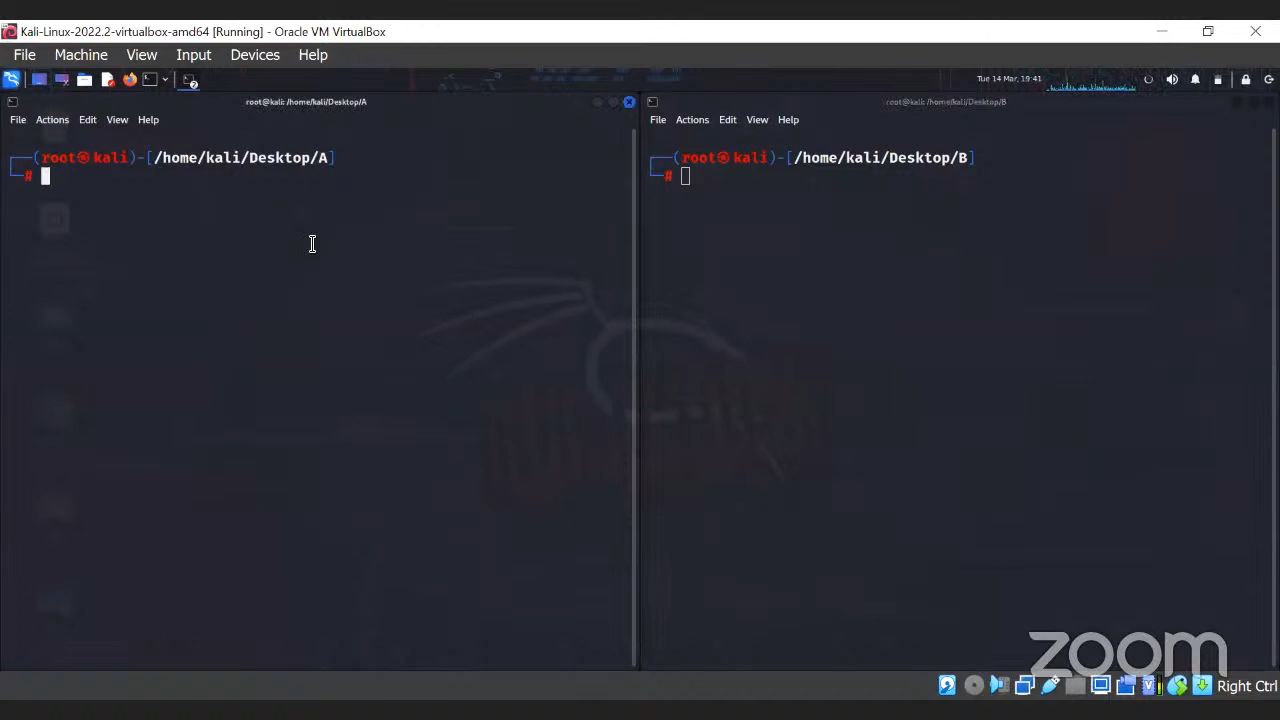 Kali-Linux-2022.2-virtualbox-amd64 [Running] - Oracle VM VirtualBox
File Machine View Input Devices Help
Tue 14 Mar, 19:41
root@kali: /home/kali/Desktop/A
File Actions Edit View Help
(root㉿kali)-[/home/kali/Desktop/A]
#
root@kali: /home/kali/Desktop/B
File Actions Edit View Help
(root㉿kali)-[/home/kali/Desktop/B]
#
zoom
Right Ctrl